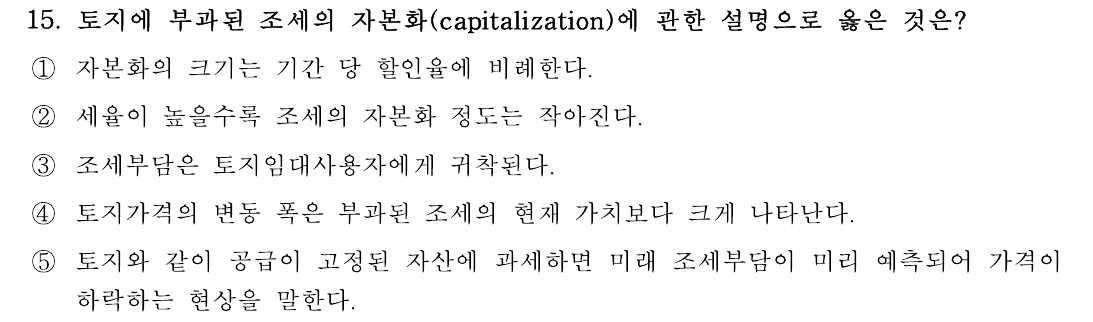 15. 토지에 부과된 조세의 자본화(capitalization)에 관한 설명으로 옳은 것은?
① 자본화의 크기는 기간 당 할인율에 비례한다.
② 세율이 높을수록 조세의 자본화 정도는 작아진다.
③ 조세부담은 토지임대사용자에게 귀착된다.
④ 토지가격의 변동 폭은 부과된 조세의 현재 가치보다 크게 나타난다.
⑤ 토지와 같이 공급이 고정된 자산에 과세하면 미래 조세부담이 미리 예측되어 가격이
하락하는 현상을 말한다.